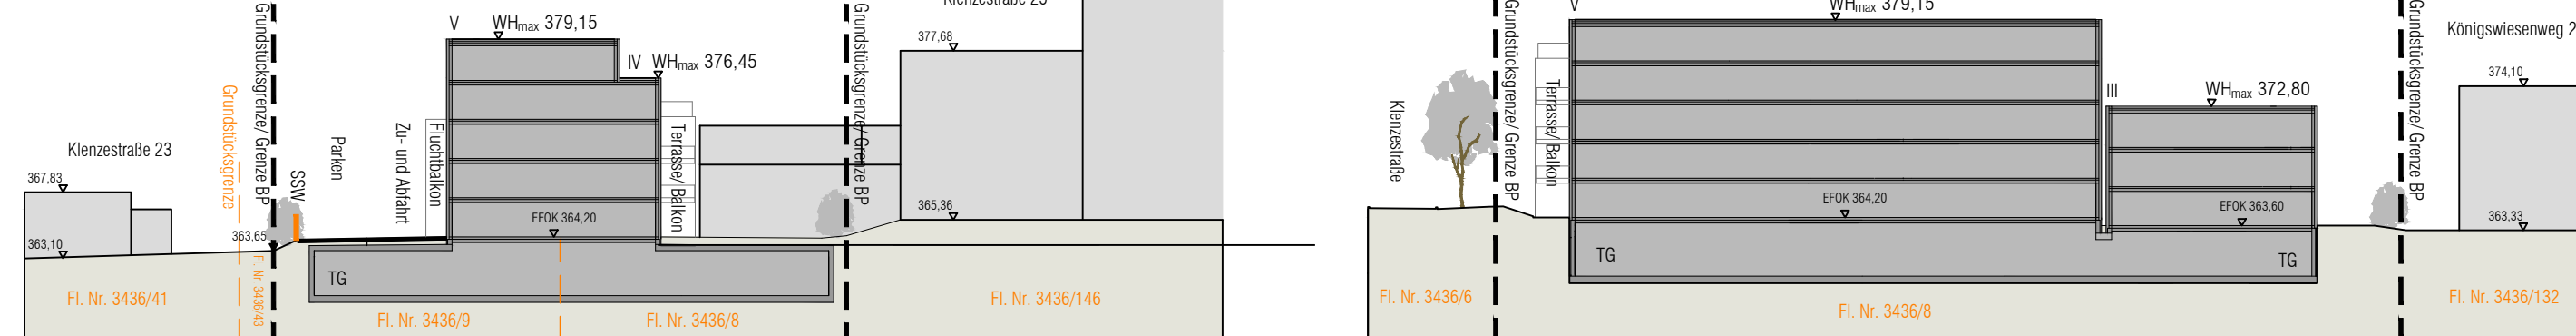 Klenzestraße 23
367,83
363,10
Fl. Nr. 3436/41
Grundstücksgrenze
363,65
Fl. Nr. 3436/43
Grundstücksgrenze/ Grenze BP
SSW
Parken
Zu- und Abfahrt
Fluchtbalkon
V
WHmax 379,15
IV WHmax 376,45
EFOK 364,20
TG
Fl. Nr. 3436/9
Fl. Nr. 3436/8
Terrasse/ Balkon
Grundstücksgrenze/ Grenze BP
Klenzestraße 25
377,68
365,36
Fl. Nr. 3436/146
Klenzestraße
Fl. Nr. 3436/6
Grundstücksgrenze/ Grenze BP
Terrasse/ Balkon
V
WHmax 379,15
EFOK 364,20
TG
III
WHmax 372,80
EFOK 363,60
TG
Fl. Nr. 3436/8
Grundstücksgrenze/ Grenze BP
Königswiesenweg 2
374,10
363,33
Fl. Nr. 3436/132